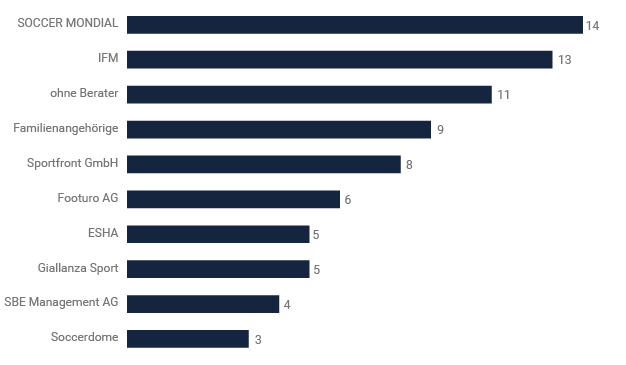 SOCCER MONDIAL 14
IFM 13
ohne Berater 11
Familienangehörige 9
Sportfront GmbH 8
Footuro AG 6
ESHA 5
Giallanza Sport 5
SBE Management AG 4
Soccerdome 3